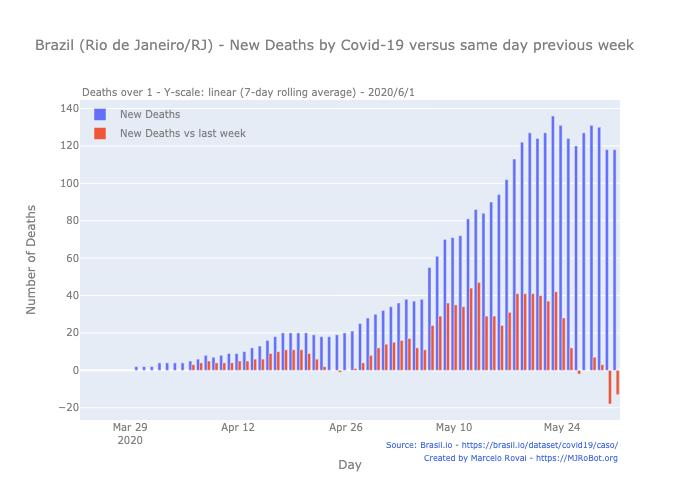 Brazil (Rio de Janeiro/RJ) - New Deaths by Covid-19 versus same day previous week
Deaths over 1 - Y-scale: linear (7-day rolling average) - 2020/6/1
New Deaths
New Deaths vs last week
Number of Deaths
140
120
100
80
60
40
20
0
−20
Mar 29
2020
Apr 12
Apr 26
May 10
May 24
Day
Source: Brasil.io - https://brasil.io/dataset/covid19/caso/
Created by Marcelo Rovai - https://MJRoBot.org